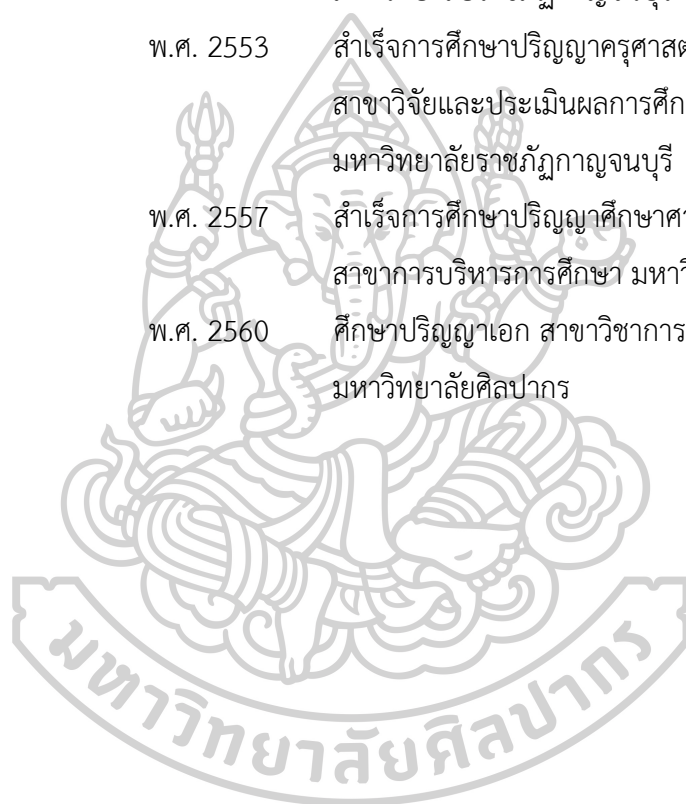 พ.ศ. 2553 สำเร็จการศึกษาปริญญาครุศาสต
สาขาวิจัยและประเมินผลการศึก
มหาวิทยาลัยราชภัฏกาญจนบุรี
พ.ศ. 2557 สำเร็จการศึกษาปริญญาศึกษาศา
สาขาการบริหารการศึกษา มหาวิ
พ.ศ. 2560 ศึกษาปริญญาเอก สาขาวิชาการ
มหาวิทยาลัยศิลปากร
มหาวิทยาลัยศิลปากร